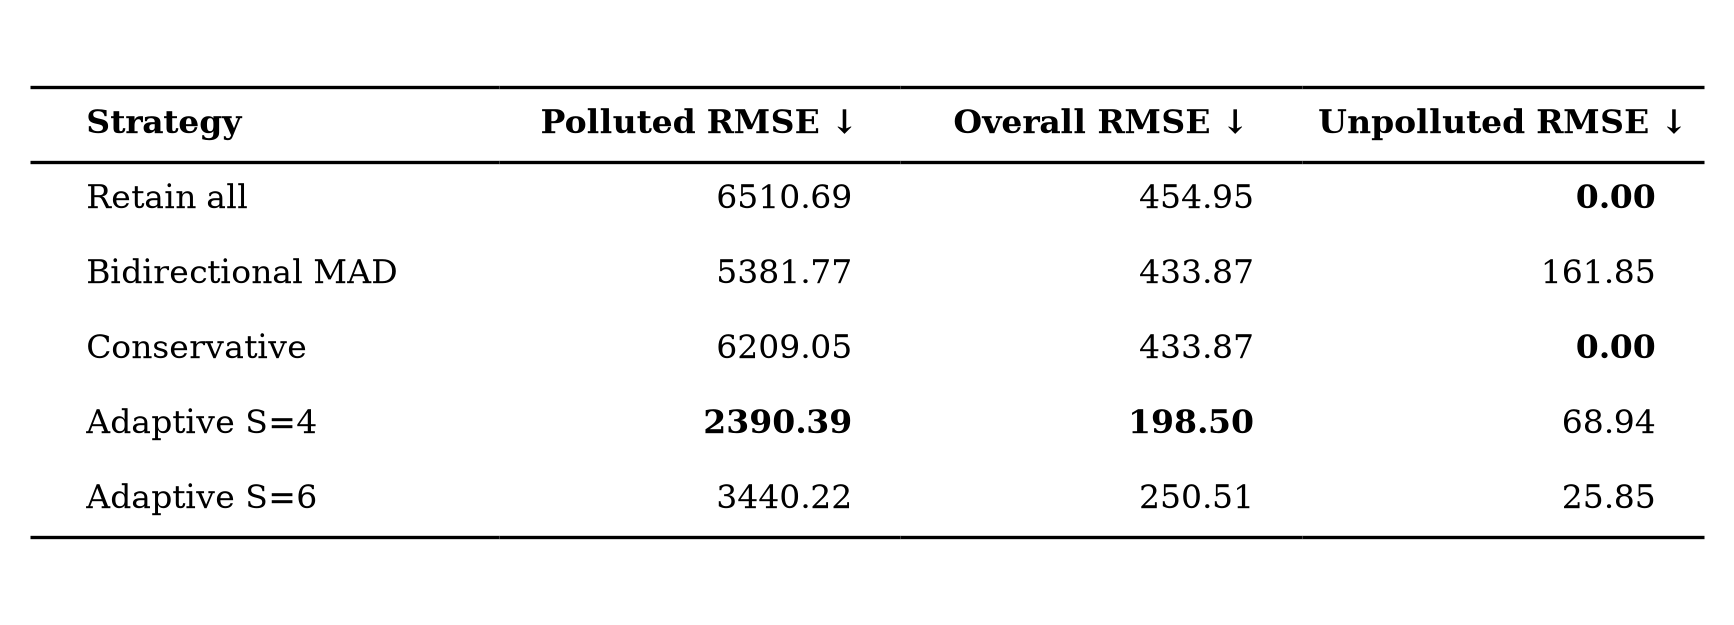 Strategy Polluted RMSE ↓ Overall RMSE ↓ Unpolluted RMSE ↓
Retain all 6510.69 454.95 0.00
Bidirectional MAD 5381.77 433.87 161.85
Conservative 6209.05 433.87 0.00
Adaptive S=4 2390.39 198.50 68.94
Adaptive S=6 3440.22 250.51 25.85